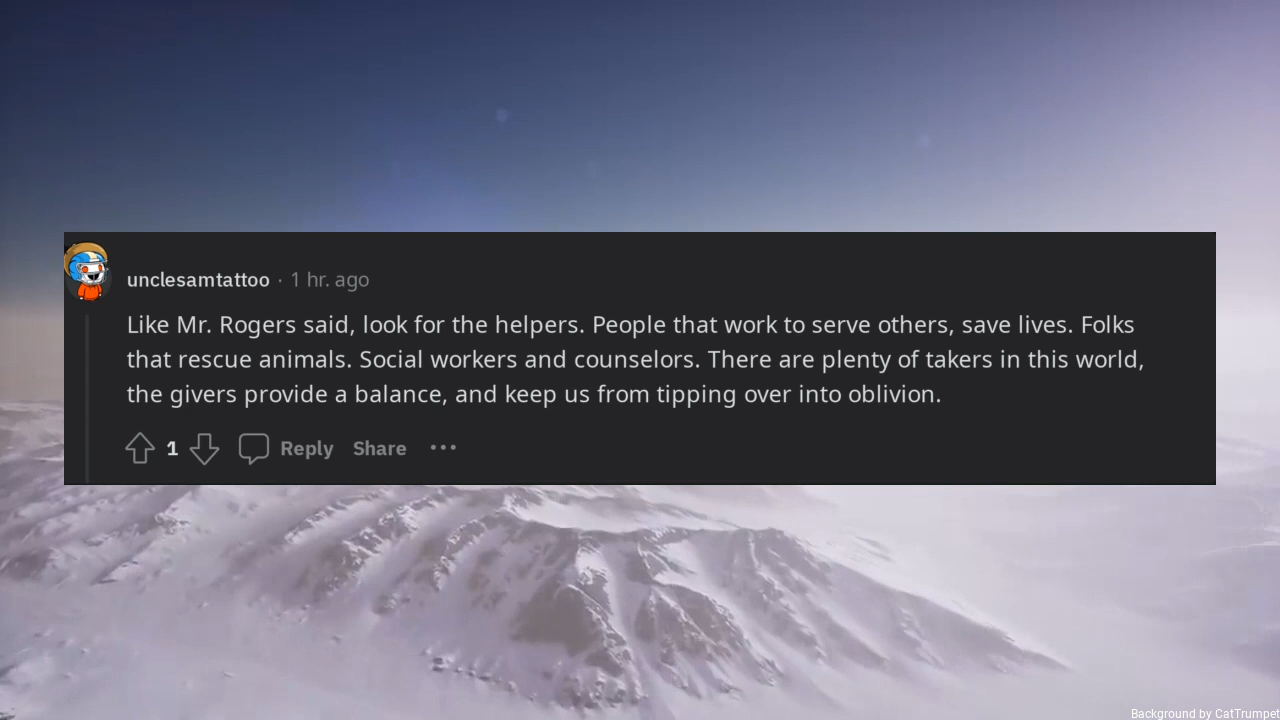 unclesamtattoo · 1 hr. ago
Like Mr. Rogers said, look for the helpers. People that work to serve others, save lives. Folks
that rescue animals. Social workers and counselors. There are plenty of takers in this world,
the givers provide a balance, and keep us from tipping over into oblivion.
1 Reply Share ···
Background by CatTrumpet